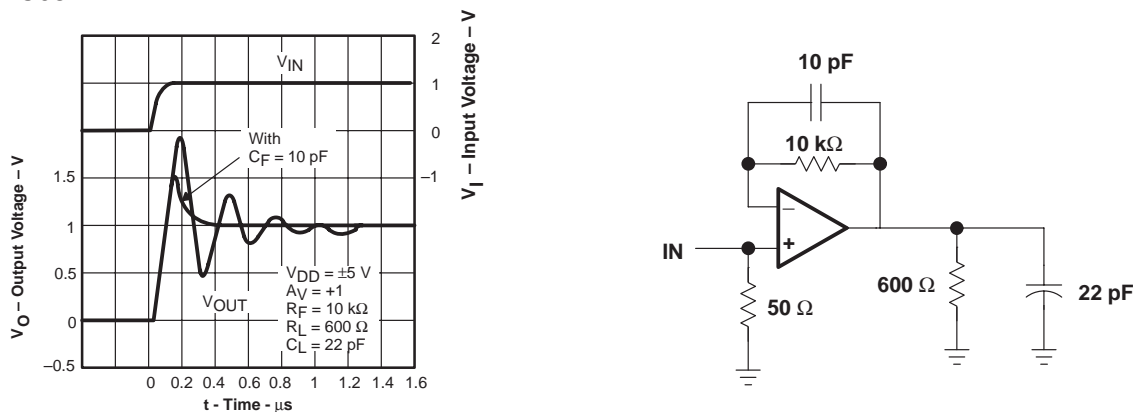 2
1
0
–1
V_I – Input Voltage – V
V_IN
With
C_F = 10 pF
1.5
1
0.5
0
–0.5
V_O – Output Voltage – V
V_OUT
V_DD = ±5 V
A_V = +1
R_F = 10 kΩ
R_L = 600 Ω
C_L = 22 pF
0 0.2 0.4 0.6 0.8 1 1.2 1.4 1.6
t - Time - μs
10 pF
10 kΩ
–
+
IN
50 Ω
600 Ω
22 pF